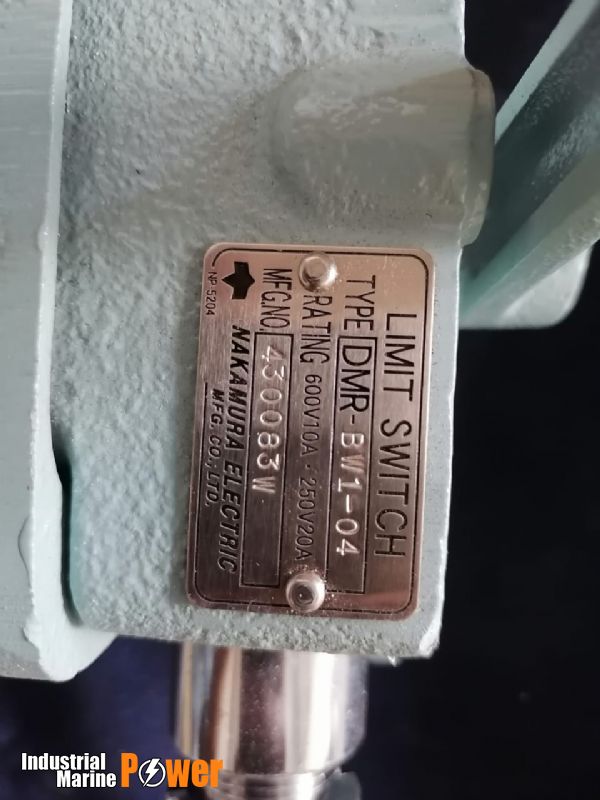 LIMIT SWITCH
TYPE DMR-BW1-04
RATING 600V10A · 250V20A
MFG.NO. 430083W
NAKAMURA ELECTRIC
MFG. CO., LTD.
NP 5204
Industrial
Marine Power